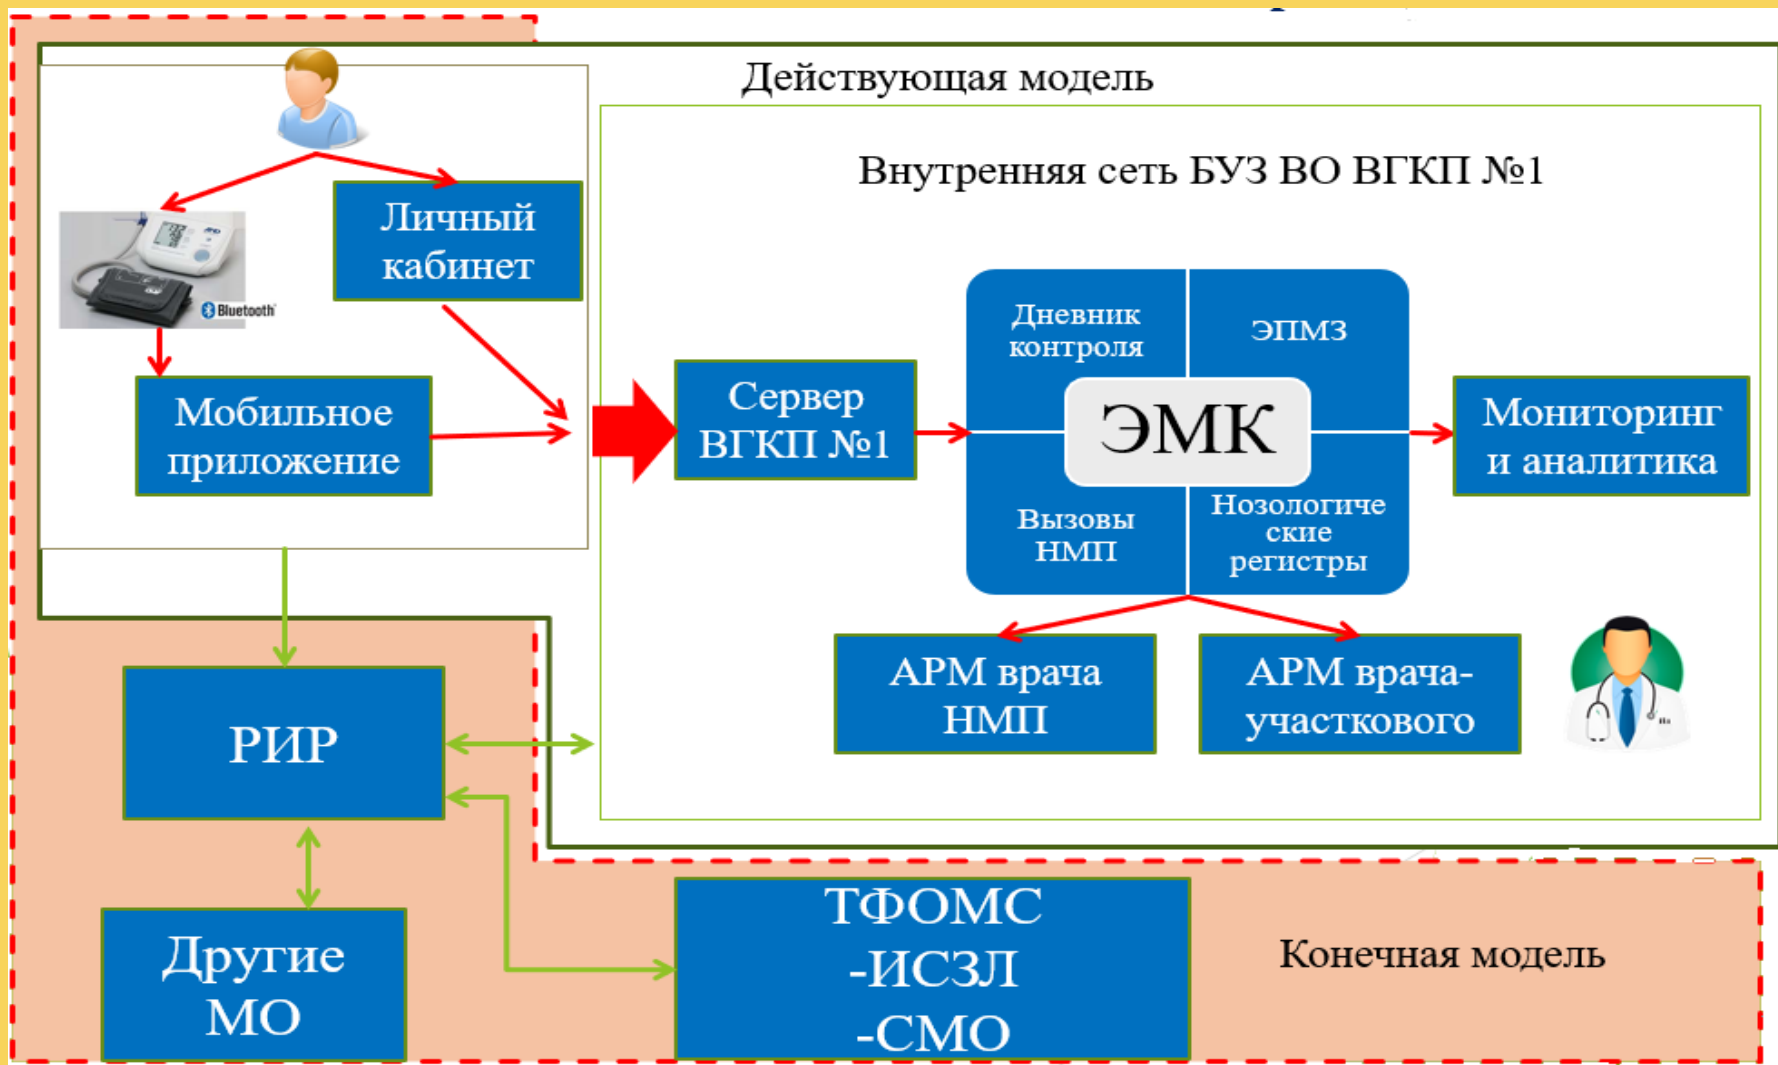 Действующая модель
Внутренняя сеть БУЗ ВО ВГКП №1
Личный
кабинет
Bluetooth
Мобильное
приложение
Сервер
ВГКП №1
Дневник
контроля
ЭПМЗ
ЭМК
Вызовы
НМП
Нозологиче
ские
регистры
Мониторинг
и аналитика
АРМ врача
НМП
АРМ врача-
участкового
РИР
Другие
МО
ТФОМС
-ИСЗЛ
-СМО
Конечная модель